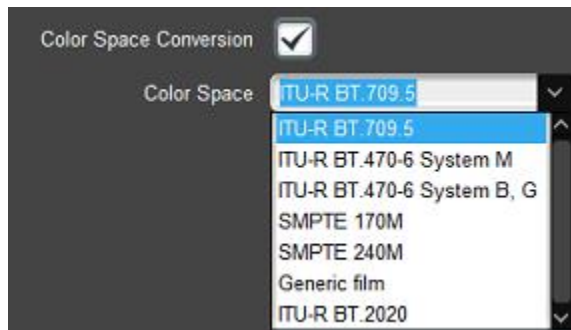 Color Space Conversion
Color Space ITU-R BT.709.5
ITU-R BT.709.5
ITU-R BT.470-6 System M
ITU-R BT.470-6 System B, G
SMPTE 170M
SMPTE 240M
Generic film
ITU-R BT.2020